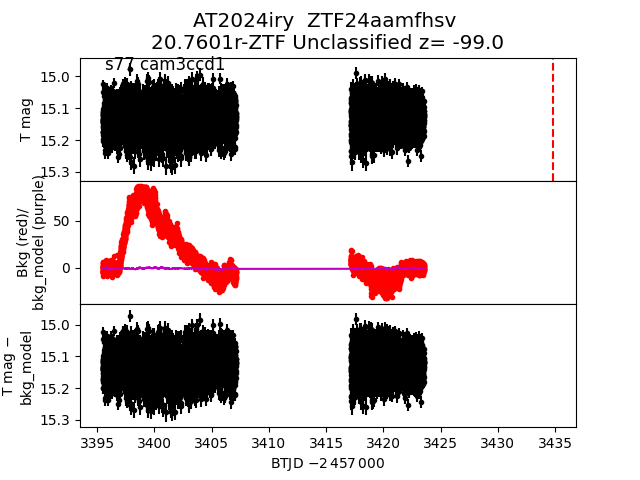 AT2024iry  ZTF24aamfhsv
20.7601r-ZTF Unclassified z= -99.0
s77 cam3ccd1
T mag
15.0
15.1
15.2
15.3
Bkg (red)/
bkg_model (purple)
50
0
T mag −
bkg_model
15.0
15.1
15.2
15.3
3395 3400 3405 3410 3415 3420 3425 3430 3435
BTJD −2 457 000